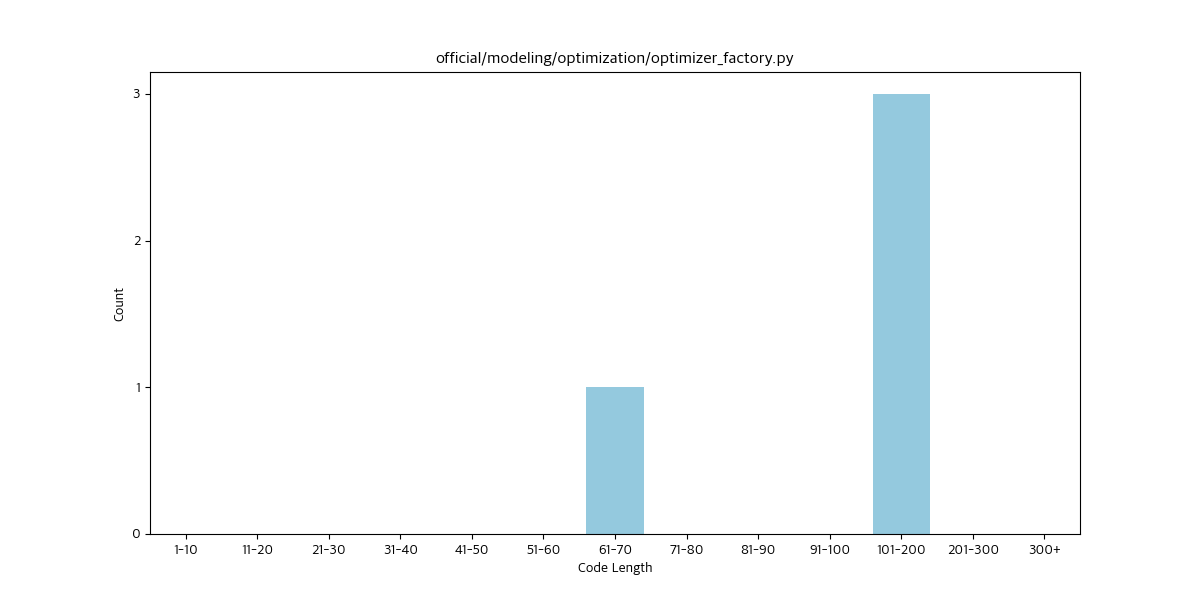 official/modeling/optimization/optimizer_factory.py
3
2
1
0
Count
1-10 11-20 21-30 31-40 41-50 51-60 61-70 71-80 81-90 91-100 101-200 201-300 300+
Code Length